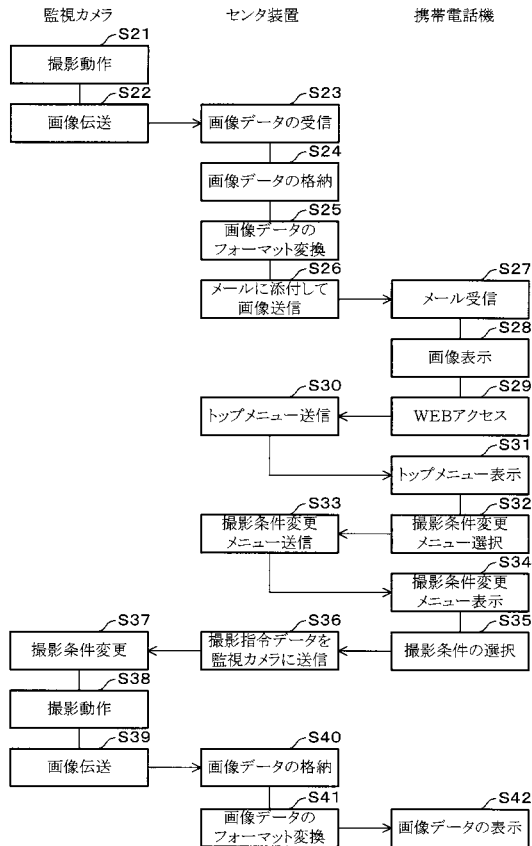 監視カメラ センタ装置 携帯電話機
S21
撮影動作
S22 S23
画像伝送 画像データの受信
S24
画像データの格納
S25
画像データの
フォーマット変換
S26 S27
メールに添付して
画像送信
メール受信
S28
画像表示
S30 S29
トップメニュー送信 WEBアクセス
S31
トップメニュー表示
S33 S32
撮影条件変更
メニュー送信
撮影条件変更
メニュー選択
S34
撮影条件変更
メニュー表示
S37 S36 S35
撮影条件変更
撮影指令データを
監視カメラに送信
撮影条件の選択
S38
撮影動作
S39 S40
画像伝送 画像データの格納
S41 S42
画像データの
フォーマット変換
画像データの表示